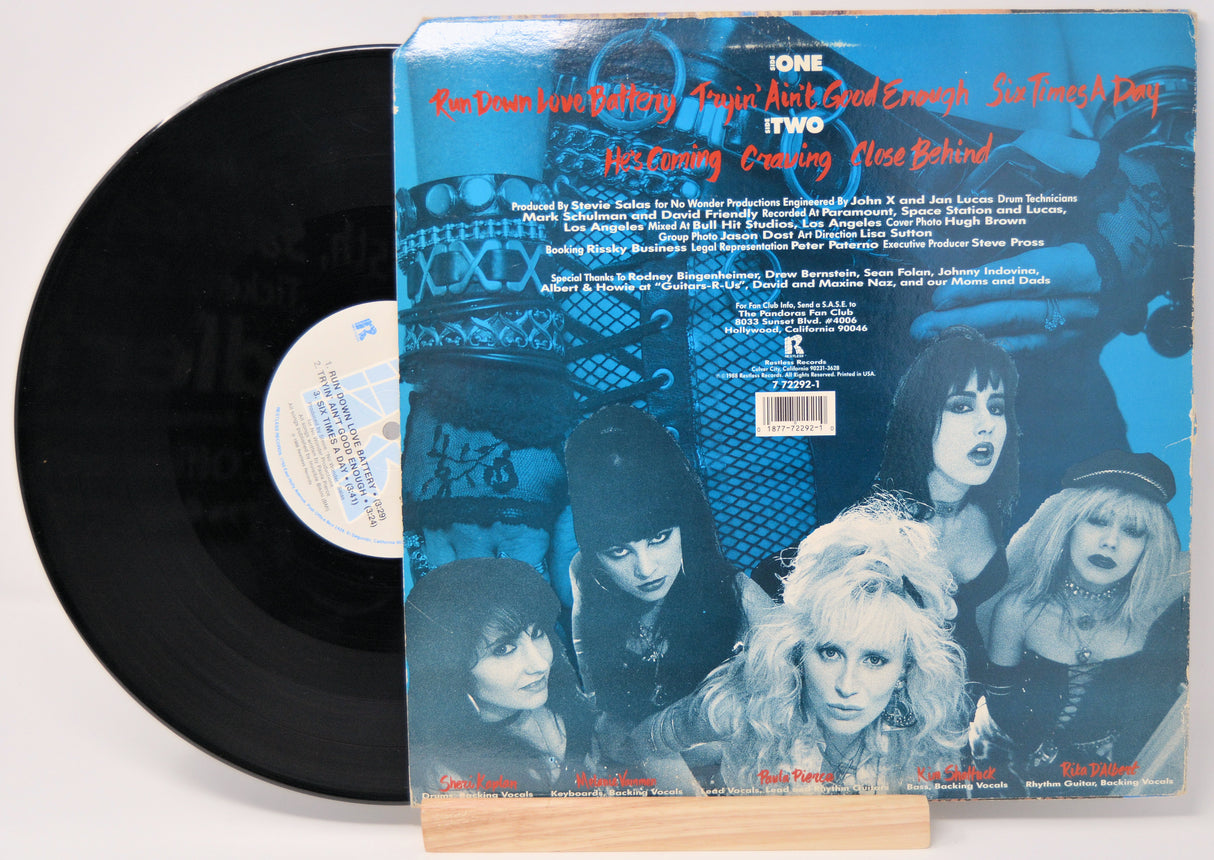 SIDE ONE
Run Down Love Battery Tryin' Ain't Good Enough Six Times A Day
SIDE TWO
He's Coming Craving Close Behind
Produced By Stevie Salas for No Wonder Productions Engineered By John X and Jan Lucas Drum Technicians
Mark Schulman and David Friendly Recorded At Paramount, Space Station and Lucas,
Los Angeles Mixed At Bull Hit Studios, Los Angeles Cover Photo Hugh Brown
Group Photo Jason Dost Art Direction Lisa Sutton
Booking Rissky Business Legal Representation Peter Paterno Executive Producer Steve Pross
Special Thanks To Rodney Bingenheimer, Drew Bernstein, Sean Folan, Johnny Indovina,
Albert & Howie at "Guitars-R-Us", David and Maxine Naz, and our Moms and Dads
For Fan Club Info, Send a S.A.S.E. to
The Pandoras Fan Club
8033 Sunset Blvd. #4006
Hollywood, California 90046
R
RESTLESS
Restless Records
Culver City, California 90231-3628
℗ © 1988 Restless Records. All Rights Reserved. Printed in USA.
7 72292-1
0 1877-72292-1 0
Sheri Kaplan
Drums, Backing Vocals
Melanie Vammen
Keyboards, Backing Vocals
Paula Pierce
Lead Vocals, Lead and Rhythm Guitars
Kim Shattuck
Bass, Backing Vocals
Rita D'Albert
Rhythm Guitar, Backing Vocals
R
1. RUN DOWN LOVE BATTERY • (3:29)
2. TRYIN' AIN'T GOOD ENOUGH • (3:24)
3. SIX TIMES A DAY • (3:41)